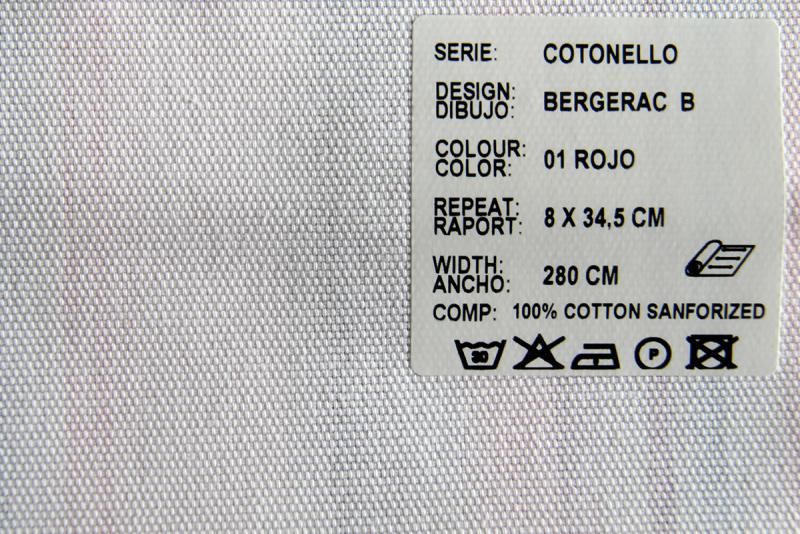 SERIE: COTONELLO
DESIGN:
DIBUJO: BERGERAC B
COLOUR:
COLOR: 01 ROJO
REPEAT:
RAPORT: 8 X 34,5 CM
WIDTH:
ANCHO: 280 CM
COMP: 100% COTTON SANFORIZED
30 P